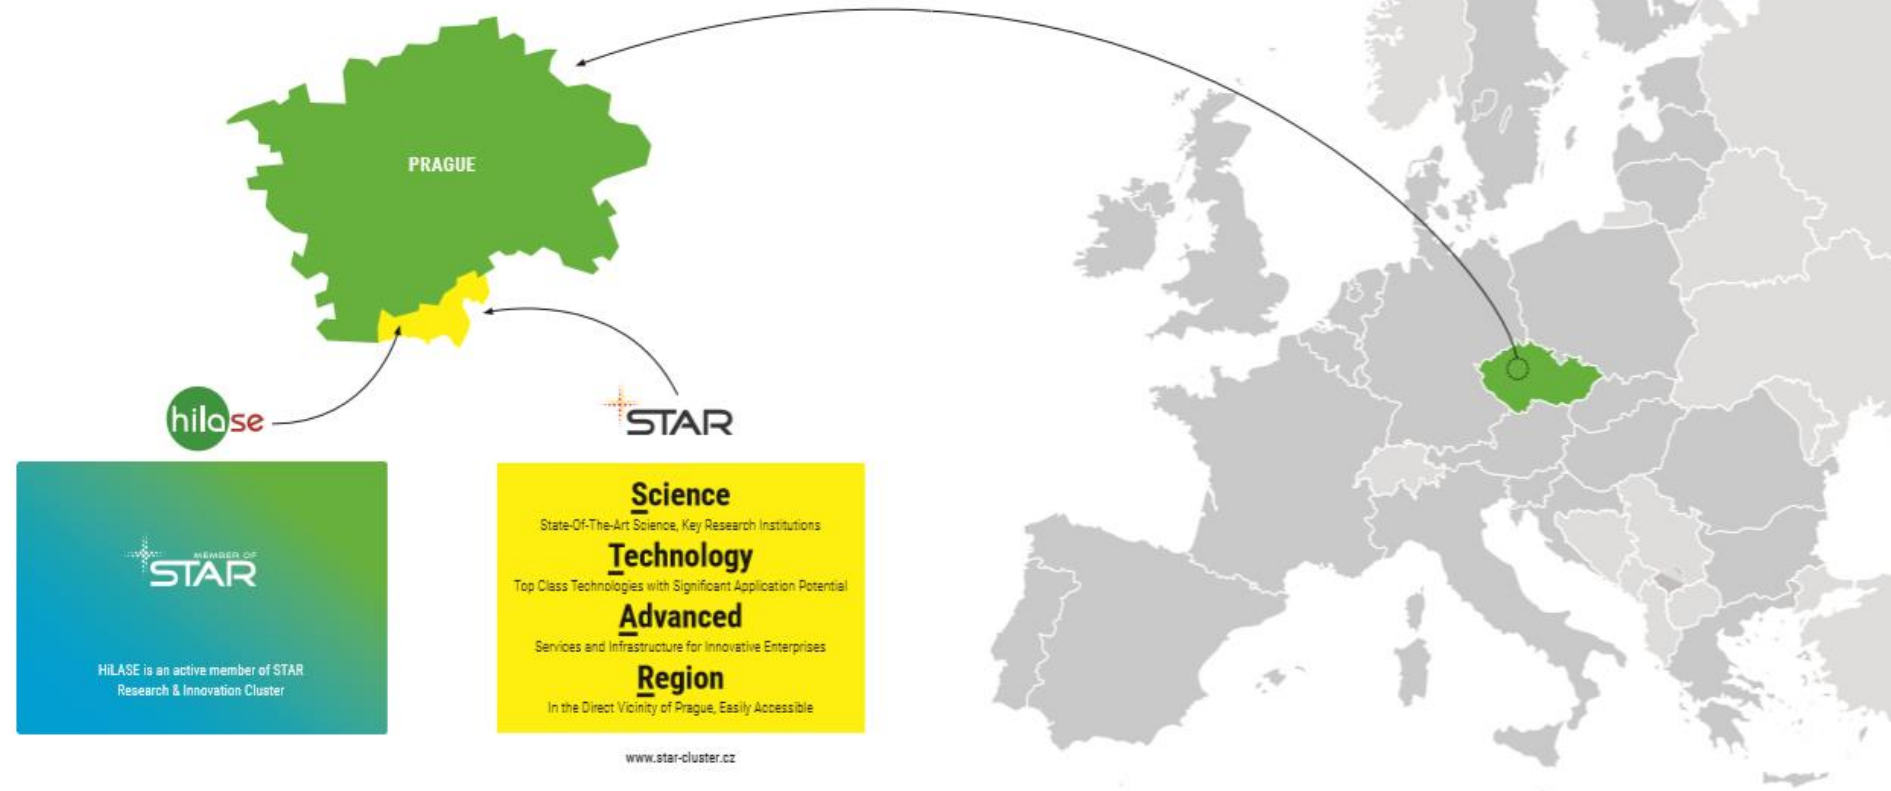 PRAGUE
hilase
STAR
MEMBER OF
STAR
HiLASE is an active member of STAR
Research & Innovation Cluster
Science
State-Of-The-Art Science, Key Research Institutions
Technology
Top Class Technologies with Significant Application Potential
Advanced
Services and Infrastructure for Innovative Enterprises
Region
In the Direct Vicinity of Prague, Easily Accessible
www.star-cluster.cz